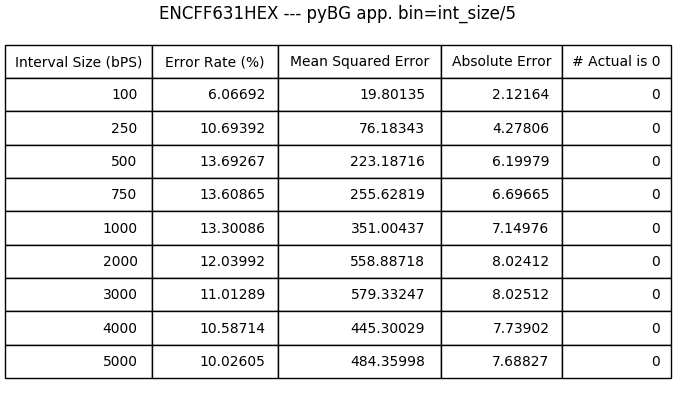 ENCFF631HEX --- pyBG app. bin=int_size/5
Interval Size (bPS) Error Rate (%) Mean Squared Error Absolute Error # Actual is 0
100 6.06692 19.80135 2.12164 0
250 10.69392 76.18343 4.27806 0
500 13.69267 223.18716 6.19979 0
750 13.60865 255.62819 6.69665 0
1000 13.30086 351.00437 7.14976 0
2000 12.03992 558.88718 8.02412 0
3000 11.01289 579.33247 8.02512 0
4000 10.58714 445.30029 7.73902 0
5000 10.02605 484.35998 7.68827 0